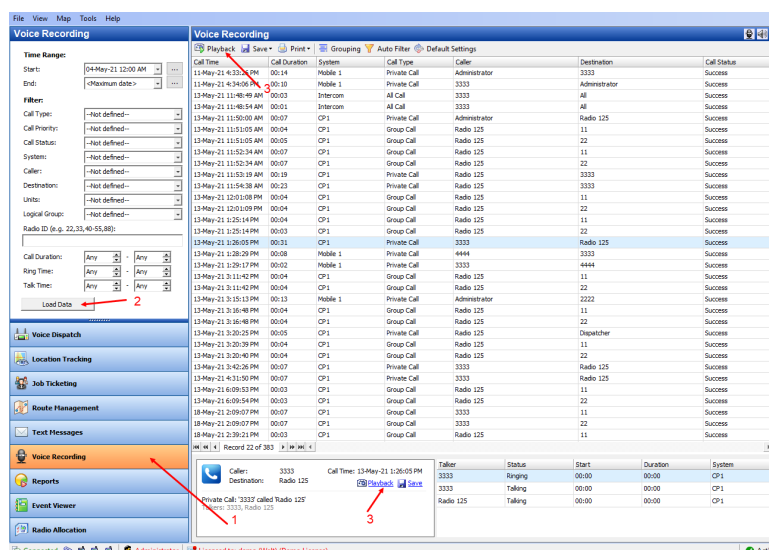 File View Map Tools Help
Voice Recording
Time Range:
Start: 04-May-21 12:00 AM ...
End: <Maximum date> ...
Filter:
Call Type: --Not defined--
Call Priority: --Not defined--
Call Status: --Not defined--
System: --Not defined--
Caller: --Not defined--
Destination: --Not defined--
Units: --Not defined--
Logical Group: --Not defined--
Radio ID (e.g. 22,33,40-55,88):
Call Duration: Any - Any
Ring Time: Any - Any
Talk Time: Any - Any
Load Data 2
Voice Dispatch
Location Tracking
Job Ticketing
Route Management
Text Messages
Voice Recording
Reports
Event Viewer
Radio Allocation
1
Voice Recording
Playback Save Print Grouping Auto Filter Default Settings
3
Call Time Call Duration System Call Type Caller Destination Call Status
11-May-21 4:33:25 PM 00:14 Mobile 1 Private Call Administrator 3333 Success
11-May-21 4:34:06 PM 00:10 Mobile 1 Private Call 3333 Administrator Success
13-May-21 11:48:49 AM 00:03 Intercom All Call All All Success
13-May-21 11:48:54 AM 00:01 Intercom All Call 3333 All Success
13-May-21 11:50:00 AM 00:07 CP1 Private Call Administrator Radio 125 Success
13-May-21 11:51:05 AM 00:04 CP1 Group Call Radio 125 11 Success
13-May-21 11:51:05 AM 00:05 CP1 Group Call Radio 125 22 Success
13-May-21 11:52:34 AM 00:07 CP1 Group Call Radio 125 11 Success
13-May-21 11:52:34 AM 00:07 CP1 Group Call Radio 125 22 Success
13-May-21 11:53:19 AM 00:19 CP1 Private Call Radio 125 3333 Success
13-May-21 11:54:38 AM 00:23 CP1 Private Call Radio 125 3333 Success
13-May-21 12:01:08 PM 00:04 CP1 Group Call Radio 125 11 Success
13-May-21 12:01:09 PM 00:04 CP1 Group Call Radio 125 22 Success
13-May-21 1:25:14 PM 00:04 CP1 Group Call Radio 125 11 Success
13-May-21 1:25:14 PM 00:03 CP1 Group Call Radio 125 22 Success
13-May-21 1:26:05 PM 00:31 CP1 Private Call 3333 Radio 125 Success
13-May-21 1:28:29 PM 00:08 Mobile 1 Private Call 4444 3333 Success
13-May-21 1:29:17 PM 00:02 Mobile 1 Private Call 3333 4444 Success
13-May-21 3:11:42 PM 00:04 CP1 Group Call Radio 125 11 Success
13-May-21 3:11:42 PM 00:04 CP1 Group Call Radio 125 22 Success
13-May-21 3:15:13 PM 00:13 Mobile 1 Private Call Administrator 2222 Success
13-May-21 3:16:48 PM 00:04 CP1 Group Call Radio 125 11 Success
13-May-21 3:16:48 PM 00:04 CP1 Group Call Radio 125 22 Success
13-May-21 3:20:25 PM 00:05 CP1 Private Call Radio 125 Dispatcher Success
13-May-21 3:20:39 PM 00:04 CP1 Group Call Radio 125 11 Success
13-May-21 3:20:40 PM 00:04 CP1 Group Call Radio 125 22 Success
13-May-21 3:42:26 PM 00:07 CP1 Private Call 3333 Radio 125 Success
13-May-21 4:31:50 PM 00:07 CP1 Private Call 3333 Radio 125 Success
13-May-21 6:09:53 PM 00:03 CP1 Group Call Radio 125 11 Success
13-May-21 6:09:54 PM 00:03 CP1 Group Call Radio 125 22 Success
18-May-21 2:09:07 PM 00:07 CP1 Group Call 3333 11 Success
18-May-21 2:09:07 PM 00:07 CP1 Group Call 3333 22 Success
18-May-21 2:39:21 PM 00:03 CP1 Group Call Radio 125 11 Success
Record 22 of 383
Caller: 3333 Call Time: 13-May-21 1:26:05 PM
Destination: Radio 125 Playback Save
Private Call: '3333' called 'Radio 125'
Talkers: 3333, Radio 125
3
Talker Status Start Duration System
3333 Ringing 00:00 00:00 CP1
3333 Talking 00:00 00:00 CP1
Radio 125 Talking 00:00 00:00 CP1